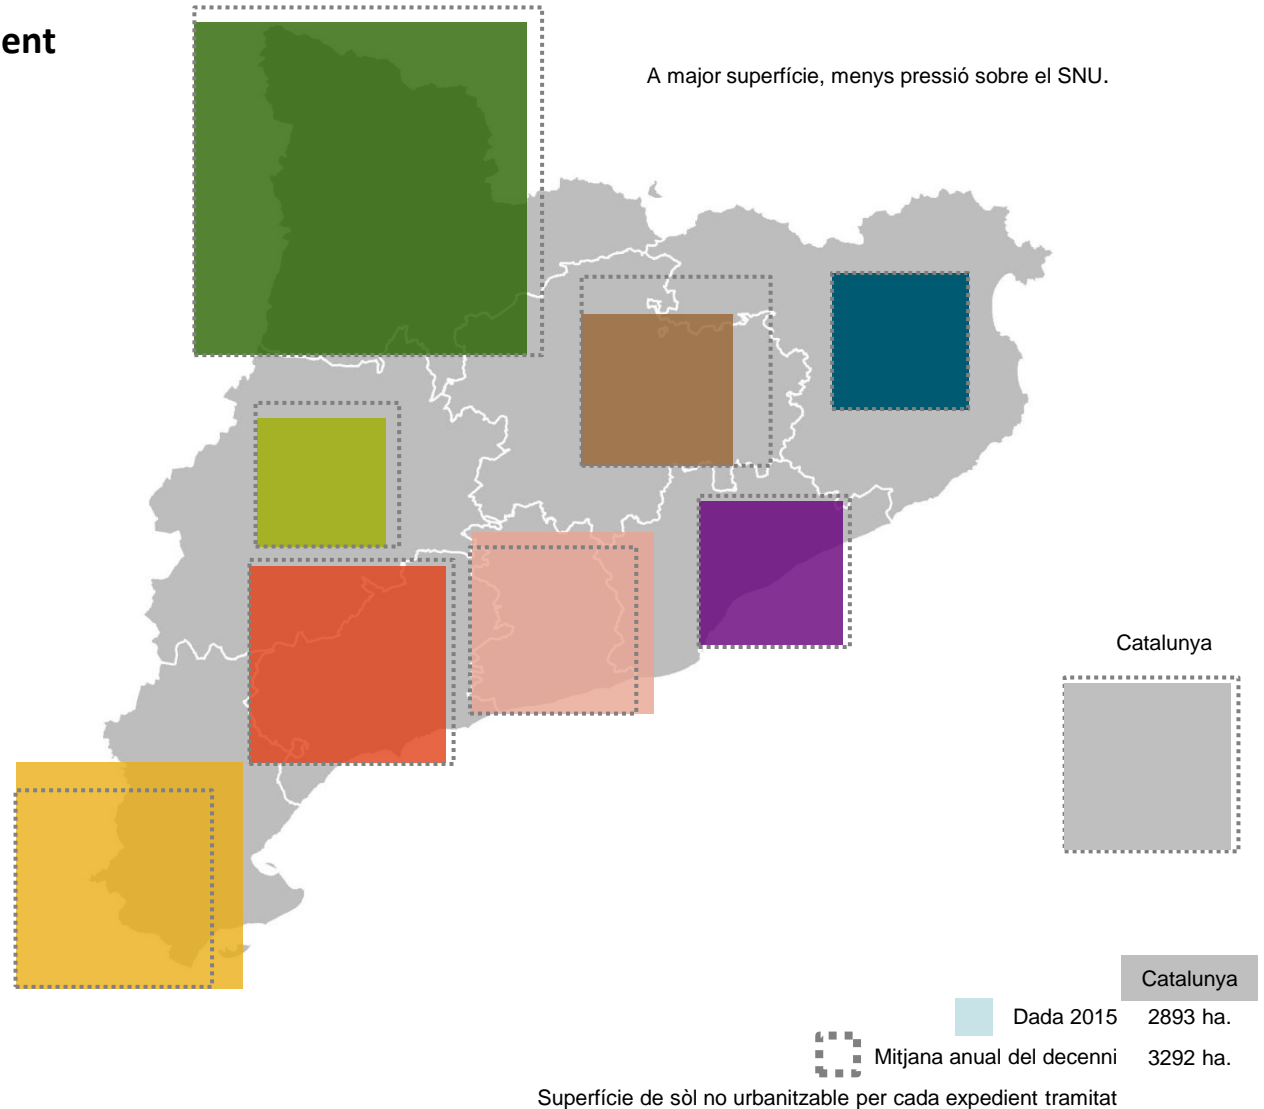 ent
A major superfície, menys pressió sobre el SNU.
Catalunya
Catalunya
Dada 2015 2893 ha.
Mitjana anual del decenni 3292 ha.
Superfície de sòl no urbanitzable per cada expedient tramitat